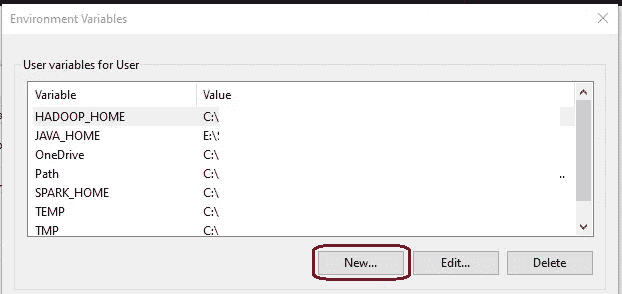 Environment Variables
User variables for User
Variable Value
HADOOP_HOME C:\
JAVA_HOME E:\S
OneDrive C:\
Path C:\ ..
SPARK_HOME C:\
TEMP C:\
TMP C:\
New... Edit... Delete